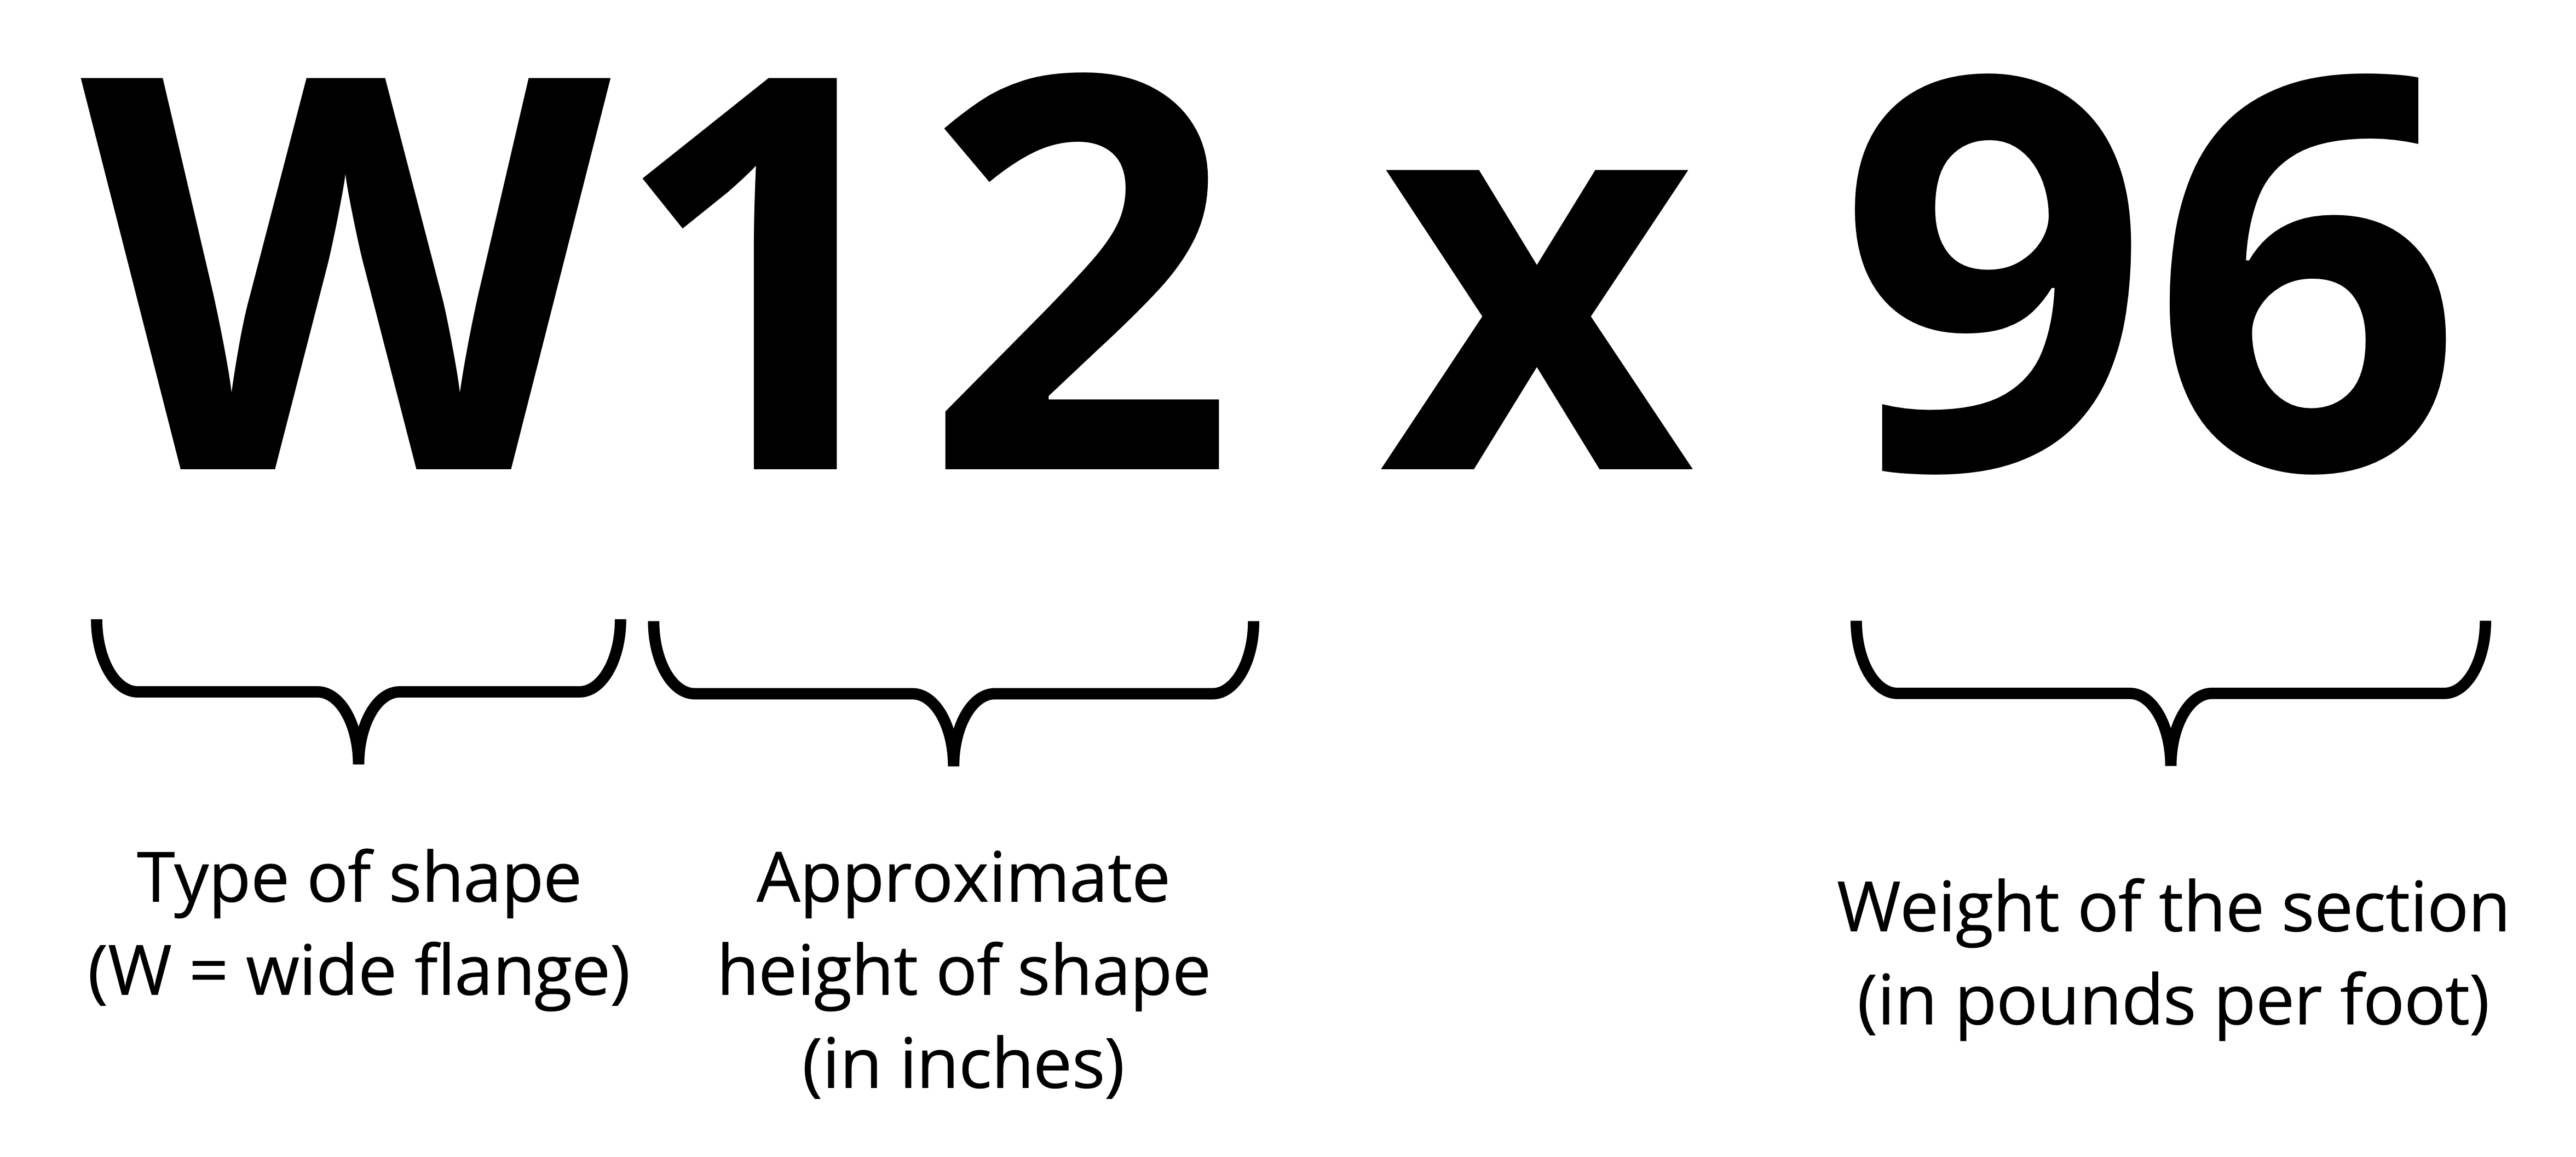 W12 x 96
Type of shape
(W = wide flange)
Approximate
height of shape
(in inches)
Weight of the section
(in pounds per foot)